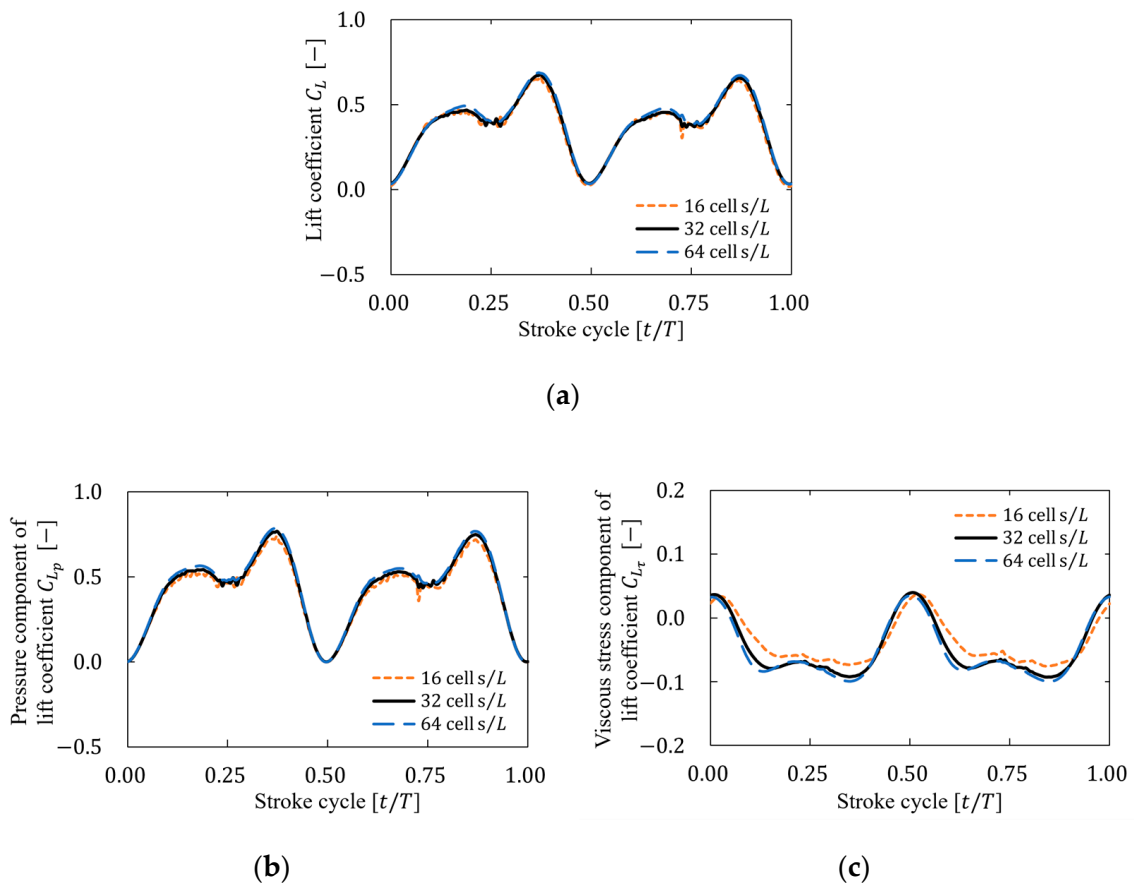 Lift coefficient C_L [−]
1.0
0.5
0.0
−0.5
16 cell s/L
32 cell s/L
64 cell s/L
0.00 0.25 0.50 0.75 1.00
Stroke cycle [t/T]
(a)
Pressure component of
lift coefficient C_{L_p} [−]
1.0
0.5
0.0
−0.5
16 cell s/L
32 cell s/L
64 cell s/L
0.00 0.25 0.50 0.75 1.00
Stroke cycle [t/T]
(b)
Viscous stress component of
lift coefficient C_{L_τ} [−]
0.2
0.1
0.0
−0.1
−0.2
16 cell s/L
32 cell s/L
64 cell s/L
0.00 0.25 0.50 0.75 1.00
Stroke cycle [t/T]
(c)